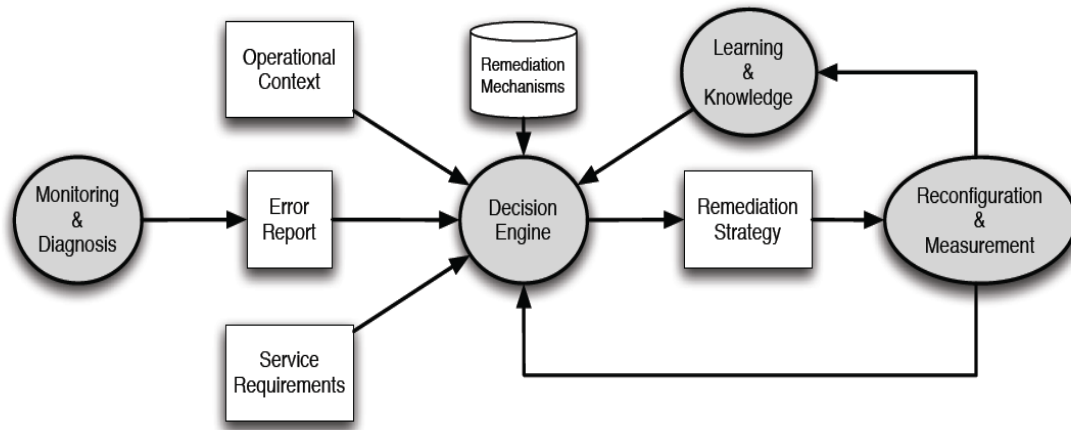 Operational
Context
Remediation
Mechanisms
Learning
&
Knowledge
Monitoring
&
Diagnosis
Error
Report
Decision
Engine
Remediation
Strategy
Reconfiguration
&
Measurement
Service
Requirements